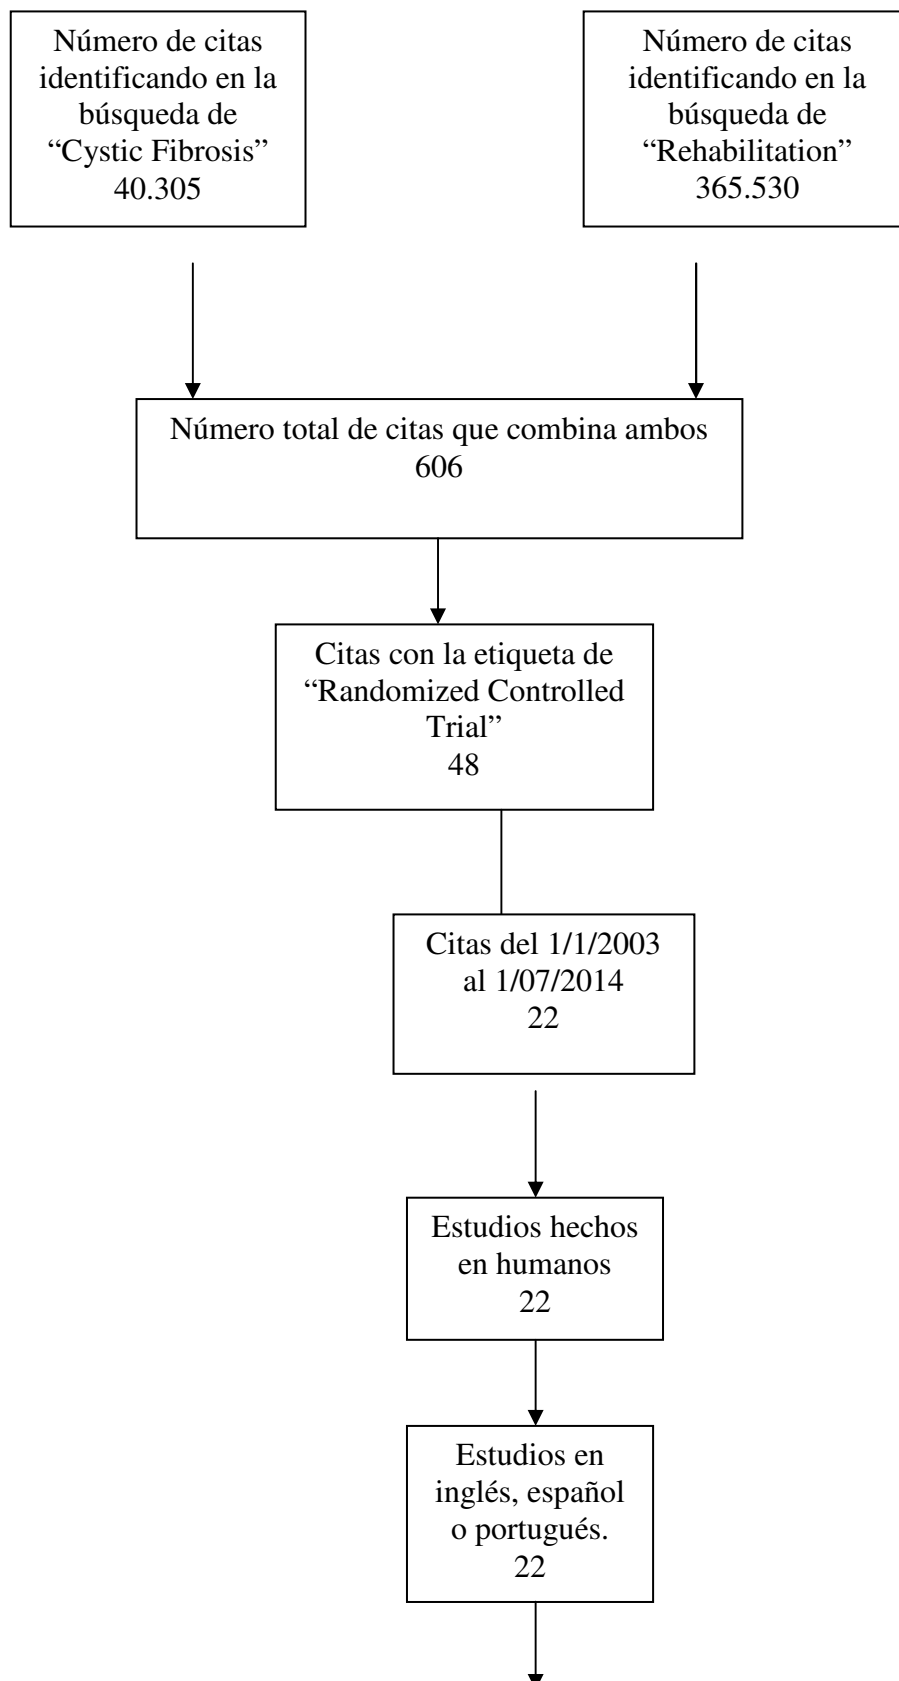 Número de citas
identificando en la
búsqueda de
“Cystic Fibrosis”
40.305
Número de citas
identificando en la
búsqueda de
“Rehabilitation”
365.530
Número total de citas que combina ambos
606
Citas con la etiqueta de
“Randomized Controlled
Trial”
48
Citas del 1/1/2003
al 1/07/2014
22
Estudios hechos
en humanos
22
Estudios en
inglés, español
o portugués.
22